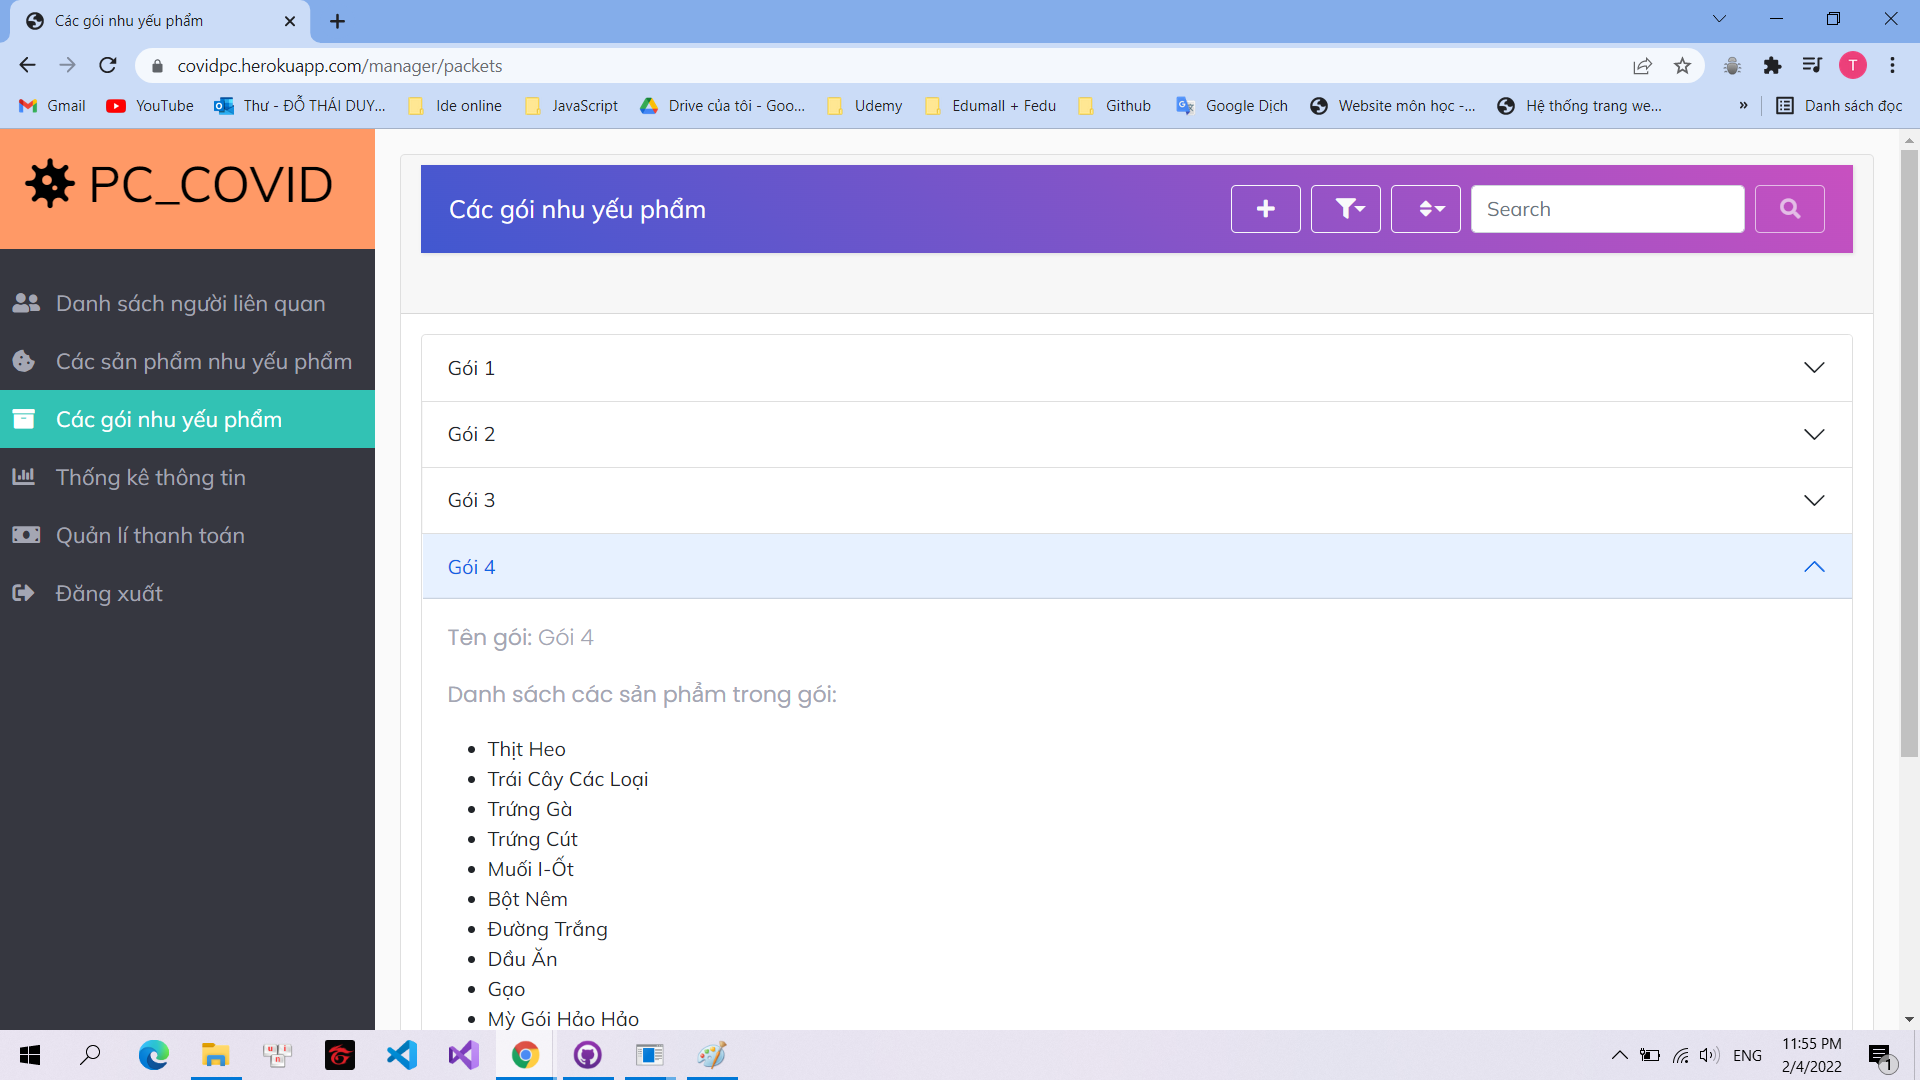 Các gói nhu yếu phẩm
covidpc.herokuapp.com/manager/packets
T
Gmail
YouTube
Thư - ĐỖ THÁI DUY...
Ide online
JavaScript
Drive của tôi - Goo...
Udemy
Edumall + Fedu
Github
Google Dịch
Website môn học -...
Hệ thống trang we...
»
Danh sách đọc
PC_COVID
Danh sách người liên quan
Các sản phẩm nhu yếu phẩm
Các gói nhu yếu phẩm
Thống kê thông tin
Quản lí thanh toán
Đăng xuất
Các gói nhu yếu phẩm
Search
Gói 1
Gói 2
Gói 3
Gói 4
Tên gói: Gói 4
Danh sách các sản phẩm trong gói:
Thịt Heo
Trái Cây Các Loại
Trứng Gà
Trứng Cút
Muối I-Ốt
Bột Nêm
Đường Trắng
Dầu Ăn
Gạo
Mỳ Gói Hảo Hảo
ENG
11:55 PM
2/4/2022
1